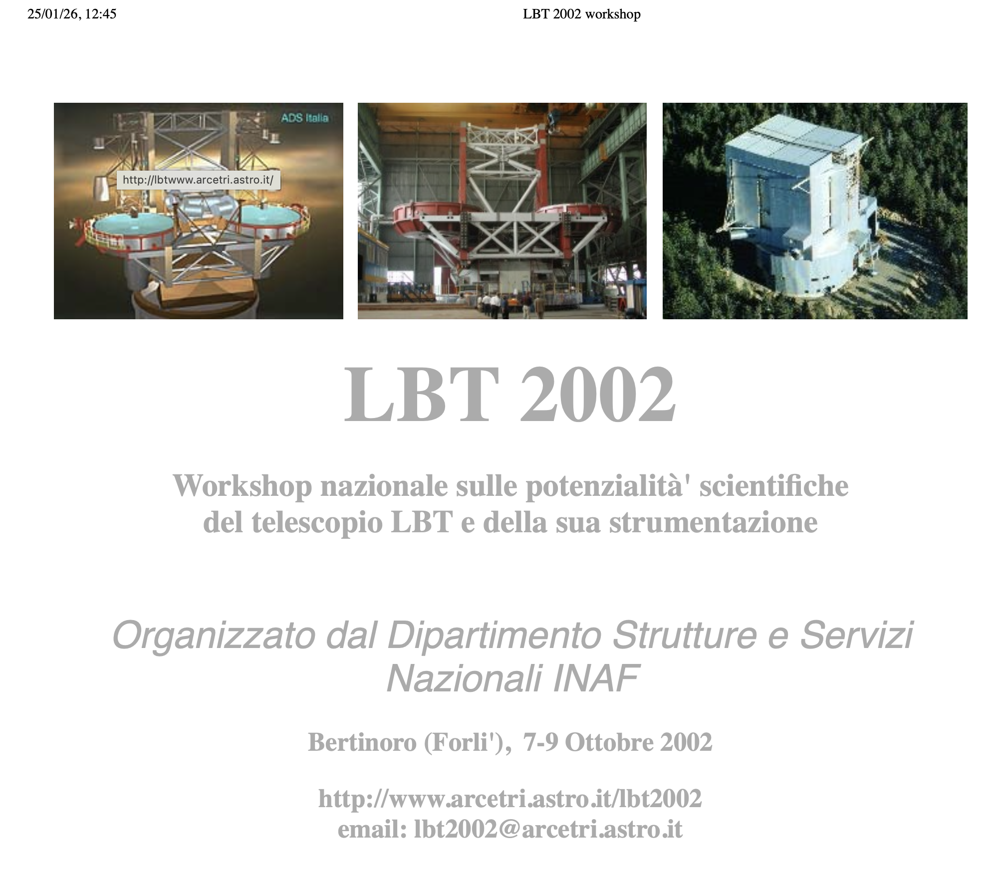 25/01/26, 12:45
LBT 2002 workshop
ADS Italia
http://lbtwww.arcetri.astro.it/
LBT 2002
Workshop nazionale sulle potenzialità' scientifiche
del telescopio LBT e della sua strumentazione
Organizzato dal Dipartimento Strutture e Servizi
Nazionali INAF
Bertinoro (Forli'), 7-9 Ottobre 2002
http://www.arcetri.astro.it/lbt2002
email: lbt2002@arcetri.astro.it